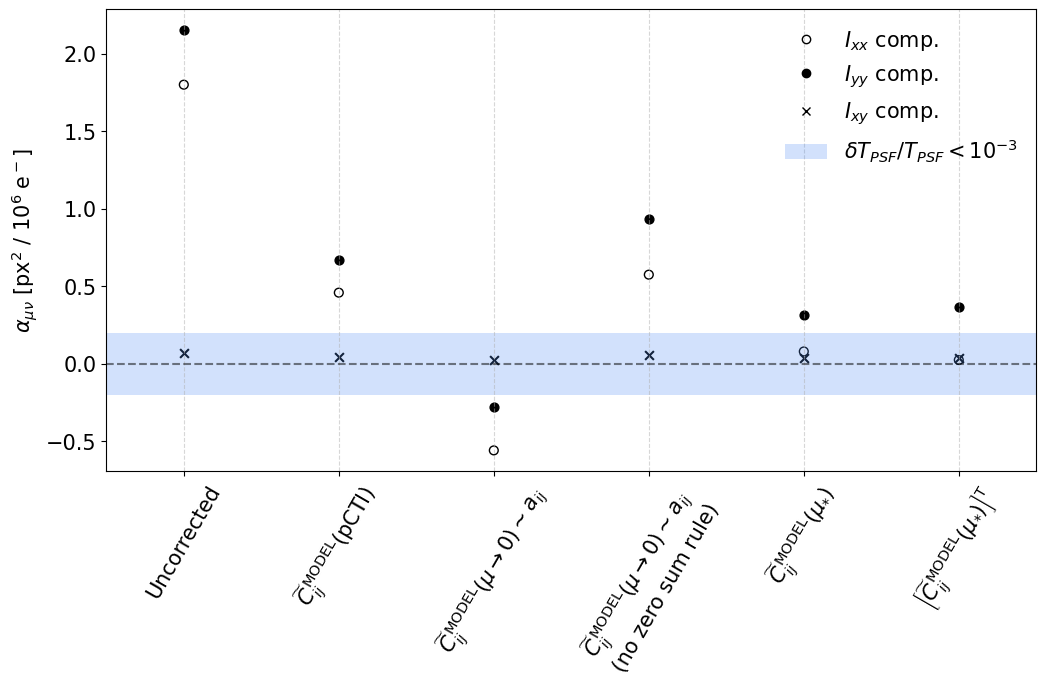 2.0
1.5
1.0
0.5
0.0
−0.5
α_μν [px² / 10⁶ e⁻]
I_xx comp.
I_yy comp.
I_xy comp.
δT_PSF/T_PSF < 10⁻³
Uncorrected
C̃_ij^MODEL(pCTI)
C̃_ij^MODEL(μ → 0) ~ a_ij
C̃_ij^MODEL(μ → 0) ~ a_ij
(no zero sum rule)
C̃_ij^MODEL(μ_*)
[C̃_ij^MODEL(μ_*)]^T